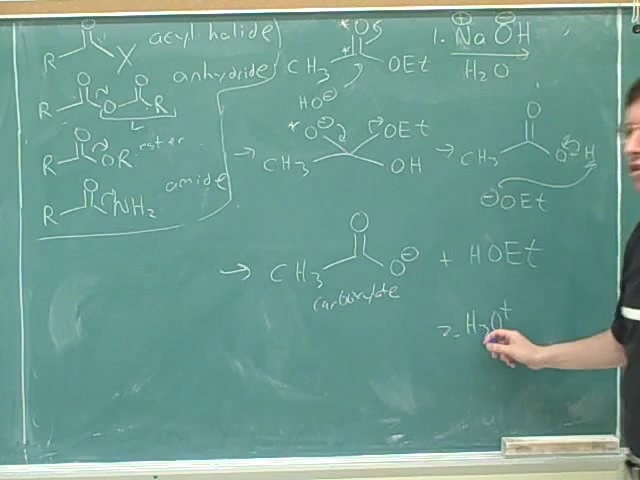 R O X acyl halide
R O O O R anhydride
R O OR ester
R O NH₂ amide
CH₃ O OEt
HO⊖
1. Na⊕ OH⊖
H₂O
→ CH₃ O⊖ OEt OH → CH₃ O O-H
⊖OEt
→ CH₃ O O⊖ + HOEt
carboxylate
2. H₃O⁺